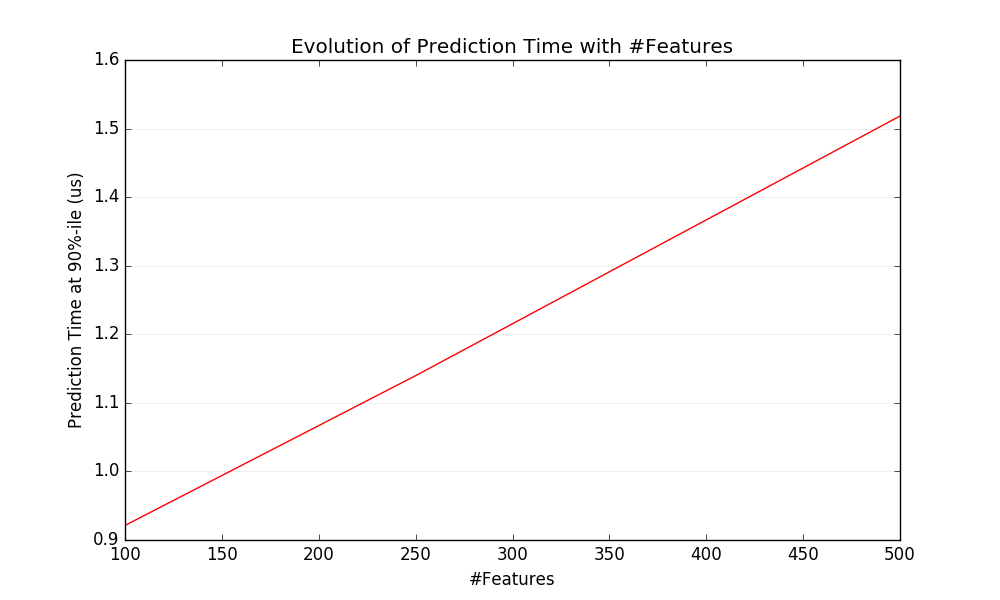 Evolution of Prediction Time with #Features
Prediction Time at 90%-ile (us)
1.6
1.5
1.4
1.3
1.2
1.1
1.0
0.9
100 150 200 250 300 350 400 450 500
#Features